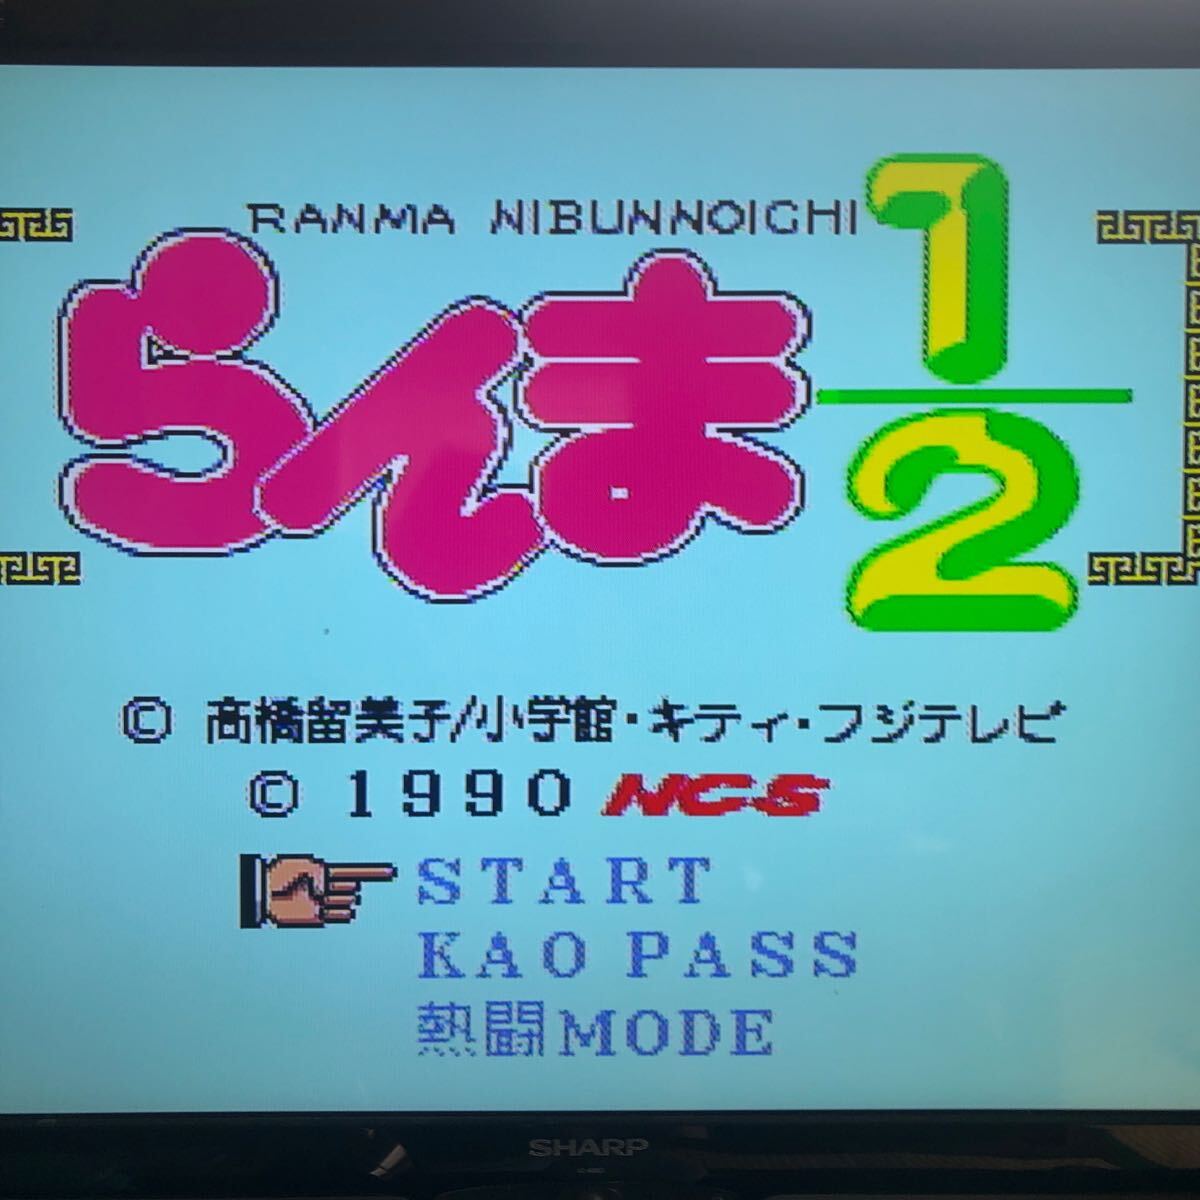 RANMA NIBUNNOICHI
らんま1/2
© 高橋留美子/小学館・キティ・フジテレビ
© 1990 NCS
START
KAO PASS
熱闘MODE
SHARP